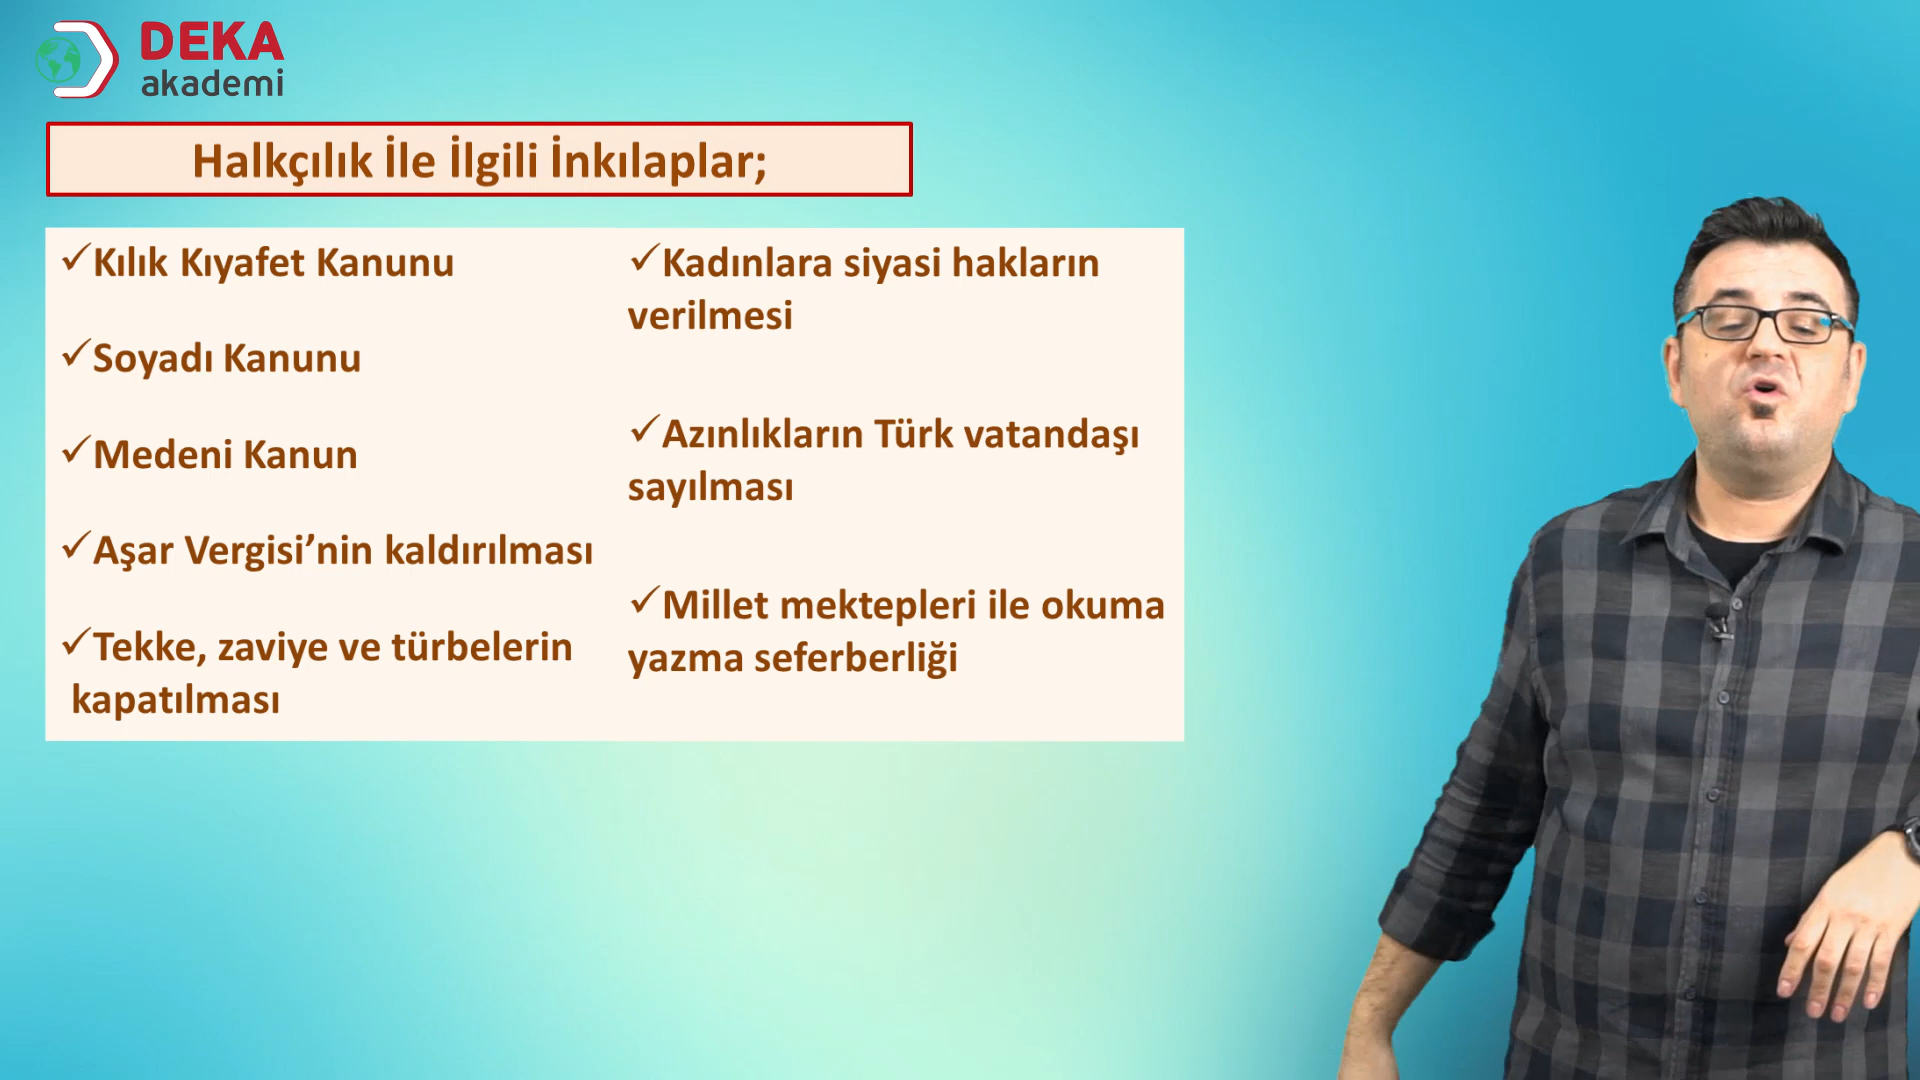 DEKA
akademi
Halkçılık İle İlgili İnkılaplar;
✓Kılık Kıyafet Kanunu
✓Soyadı Kanunu
✓Medeni Kanun
✓Aşar Vergisi’nin kaldırılması
✓Tekke, zaviye ve türbelerin
kapatılması
✓Kadınlara siyasi hakların
verilmesi
✓Azınlıkların Türk vatandaşı
sayılması
✓Millet mektepleri ile okuma
yazma seferberliği